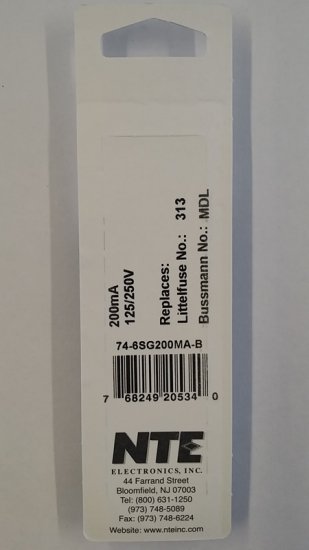 200mA
125/250V
Replaces:
Littelfuse No.: 313
Bussmann No.: MDL
74-6SG200MA-B
7 68249 20534 0
NTE
ELECTRONICS, INC.
44 Farrand Street
Bloomfield, NJ 07003
Tel: (800) 631-1250
(973) 748-5089
Fax: (973) 748-6224
Website: www.nteinc.com